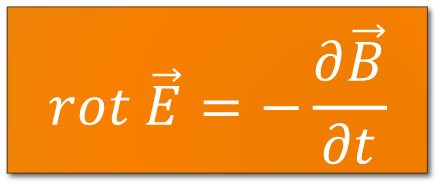 rot E⃗ = − ∂B⃗ / ∂t